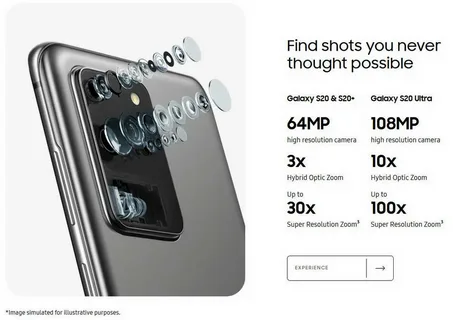 Find shots you never
thought possible
Galaxy S20 & S20+
64MP
high resolution camera
3x
Hybrid Optic Zoom
Up to
30x
Super Resolution Zoom³
Galaxy S20 Ultra
108MP
high resolution camera
10x
Hybrid Optic Zoom
Up to
100x
Super Resolution Zoom³
EXPERIENCE
*Image simulated for illustrative purposes.